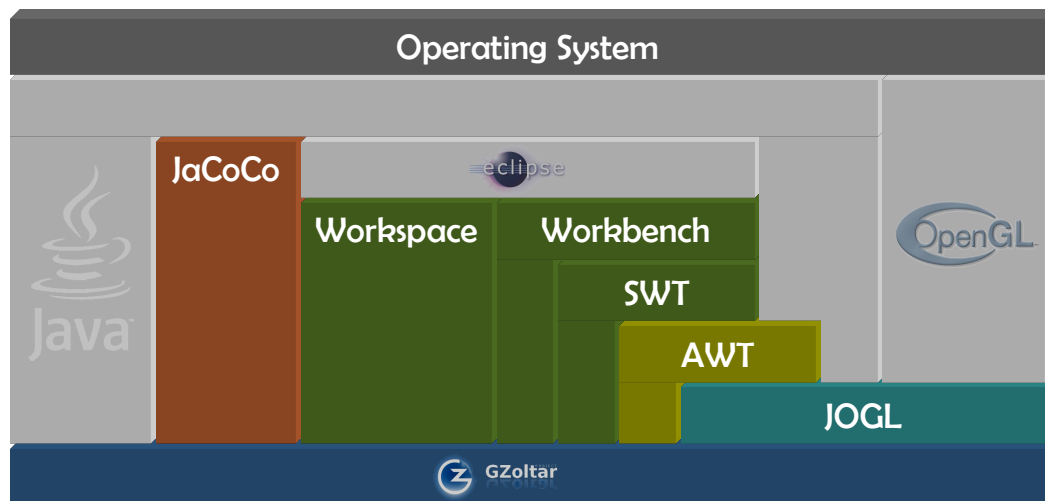 Operating System
JaCoCo
eclipse
Workspace
Workbench
OpenGL
SWT
Java
AWT
JOGL
GZoltar